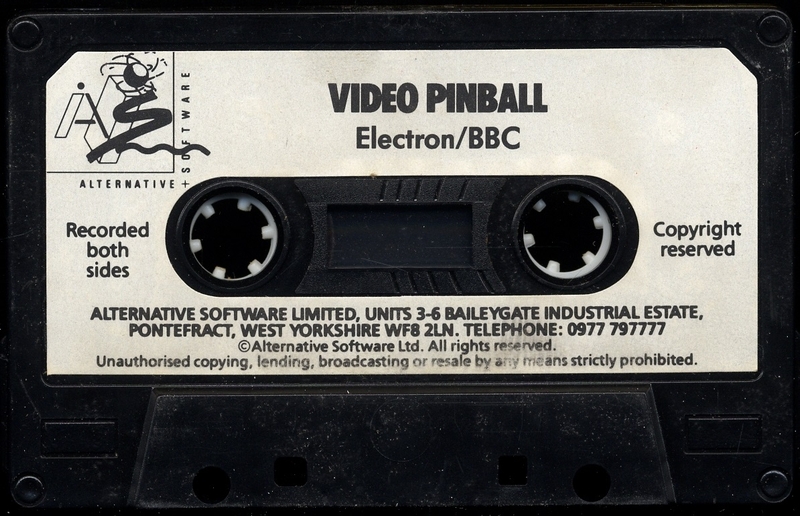 VIDEO PINBALL
Electron/BBC
ALTERNATIVE + SOFTWARE
Recorded
both
sides
Copyright
reserved
ALTERNATIVE SOFTWARE LIMITED, UNITS 3-6 BAILEYGATE INDUSTRIAL ESTATE,
PONTEFRACT, WEST YORKSHIRE WF8 2LN. TELEPHONE: 0977 797777
©Alternative Software Ltd. All rights reserved.
Unauthorised copying, lending, broadcasting or resale by any means strictly prohibited.